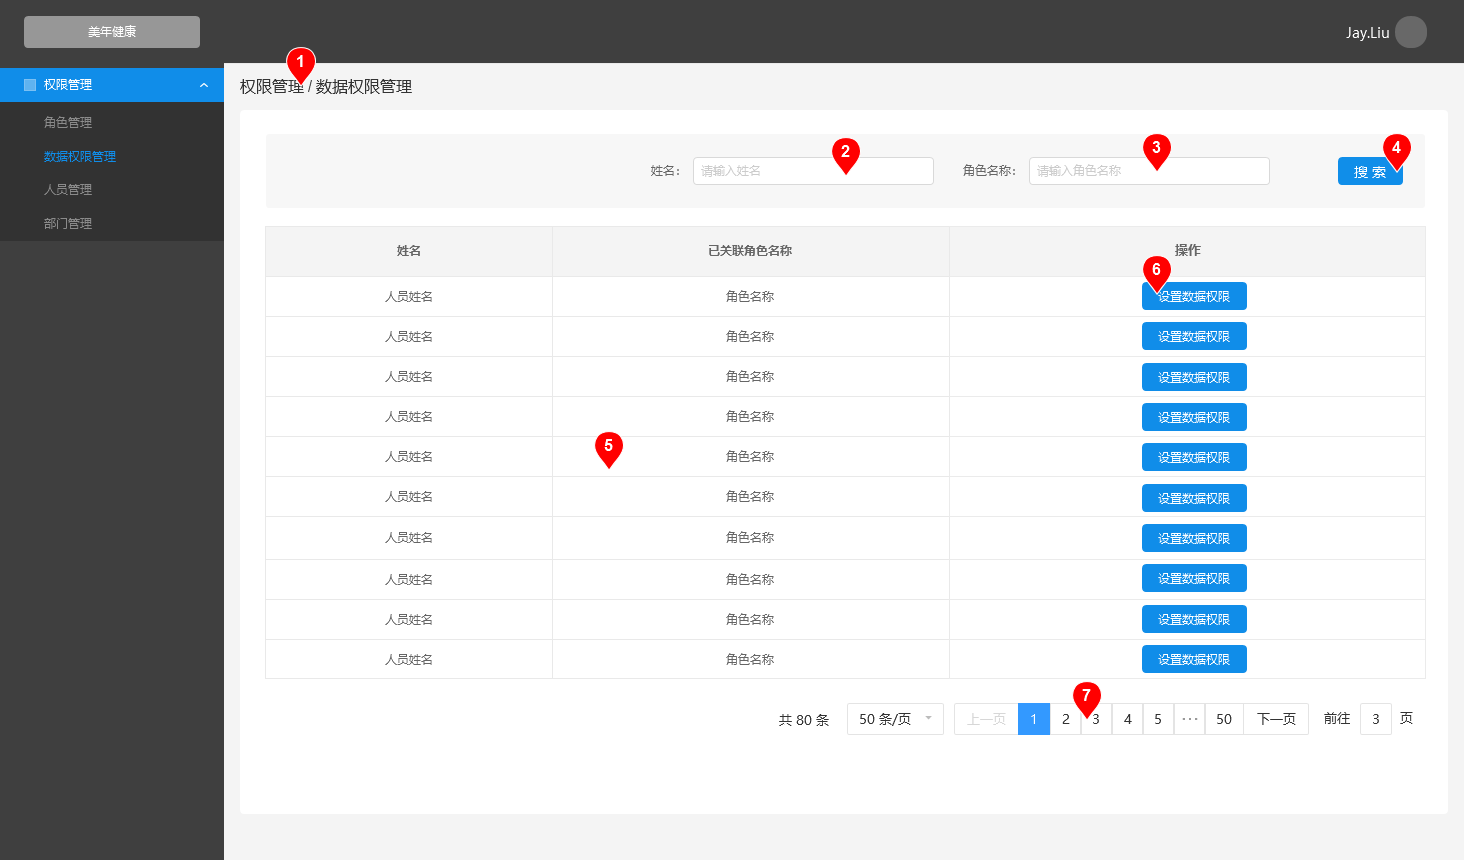 美年健康
Jay.Liu
1
权限管理
权限管理 / 数据权限管理
角色管理
数据权限管理
人员管理
部门管理
2
3
4
姓名：
请输入姓名
角色名称：
请输入角色名称
搜 索
姓名
已关联角色名称
操作
6
人员姓名
角色名称
设置数据权限
人员姓名
角色名称
设置数据权限
人员姓名
角色名称
设置数据权限
人员姓名
角色名称
设置数据权限
5
人员姓名
角色名称
设置数据权限
人员姓名
角色名称
设置数据权限
人员姓名
角色名称
设置数据权限
人员姓名
角色名称
设置数据权限
人员姓名
角色名称
设置数据权限
人员姓名
角色名称
设置数据权限
7
共 80 条
50 条/页
上一页
1
2
3
4
5
···
50
下一页
前往
3
页